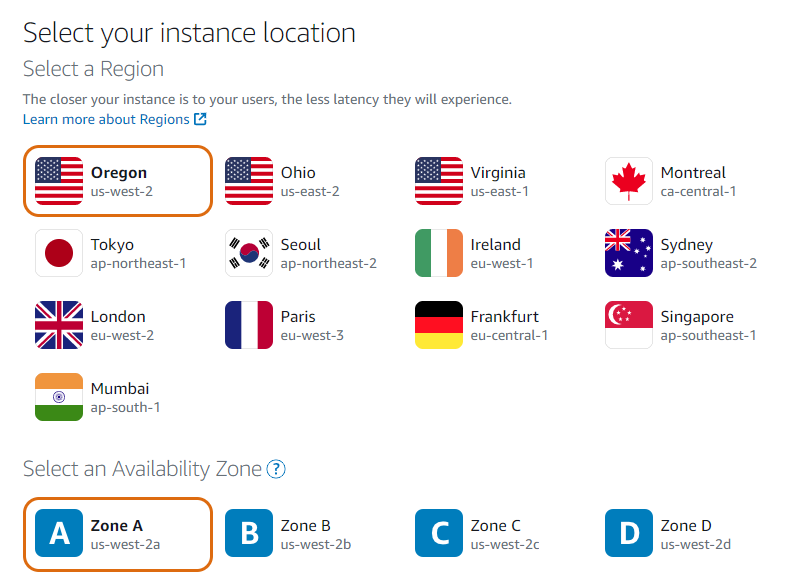 Select your instance location
Select a Region
The closer your instance is to your users, the less latency they will experience.
Learn more about Regions
Oregon
us-west-2
Ohio
us-east-2
Virginia
us-east-1
Montreal
ca-central-1
Tokyo
ap-northeast-1
Seoul
ap-northeast-2
Ireland
eu-west-1
Sydney
ap-southeast-2
London
eu-west-2
Paris
eu-west-3
Frankfurt
eu-central-1
Singapore
ap-southeast-1
Mumbai
ap-south-1
Select an Availability Zone ?
A
Zone A
us-west-2a
B
Zone B
us-west-2b
C
Zone C
us-west-2c
D
Zone D
us-west-2d